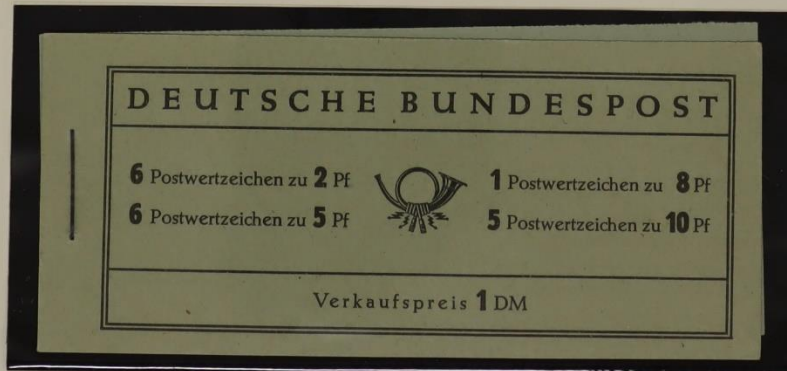 DEUTSCHE BUNDESPOST
6 Postwertzeichen zu 2 Pf
6 Postwertzeichen zu 5 Pf
1 Postwertzeichen zu 8 Pf
5 Postwertzeichen zu 10 Pf
Verkaufspreis 1 DM